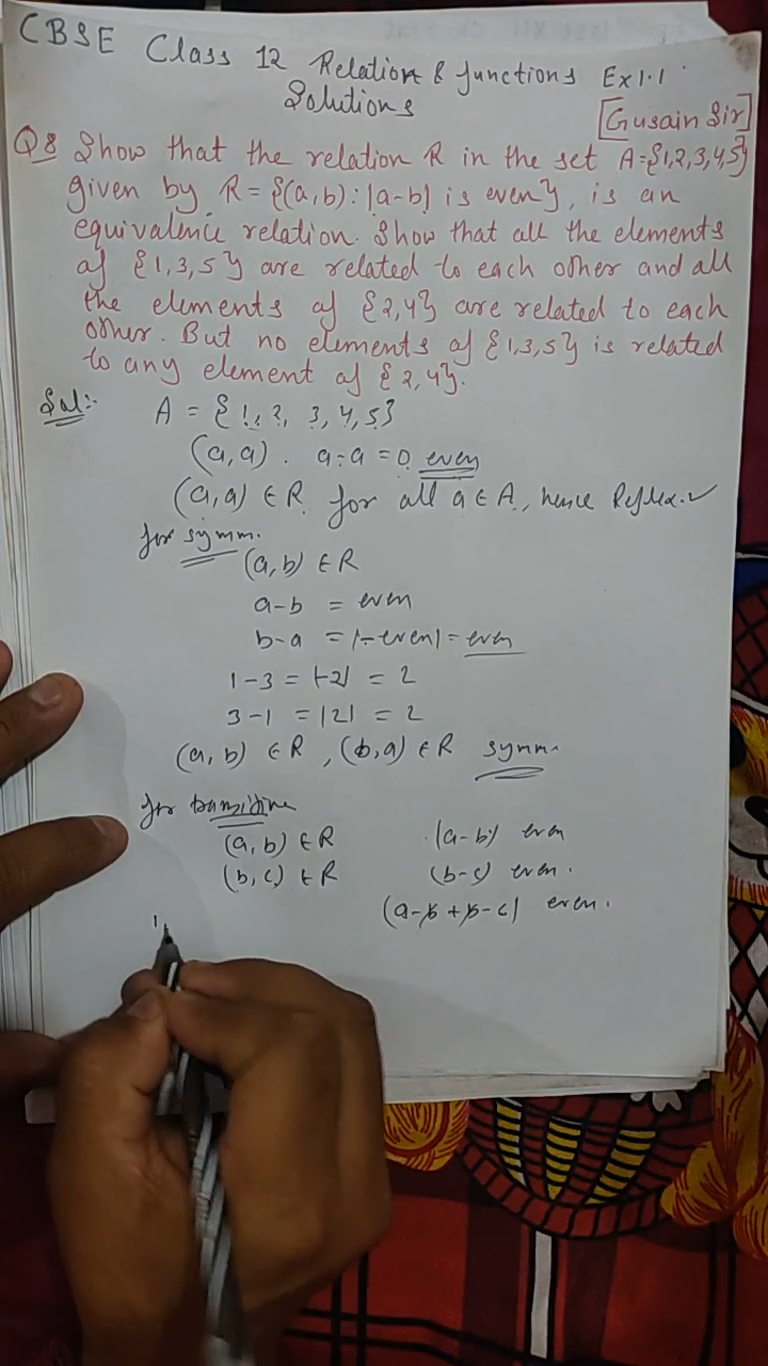 CBSE Class 12 Relation & functions Ex 1.1
Solutions
[Gusain Sir]
Q8 Show that the relation R in the set A={1,2,3,4,5}
given by R = {(a,b) : |a-b| is even}, is an
equivalence relation. Show that all the elements
of {1,3,5} are related to each other and all
the elements of {2,4} are related to each
other. But no elements of {1,3,5} is related
to any element of {2,4}.
Sol:-
A = {1, 2, 3, 4, 5}
(a,a). a-a = 0 even
(a,a) ∈ R for all a ∈ A, hence Reflex.
for symm.
(a,b) ∈ R
a-b = even
b-a = |-even| = even
1-3 = |-2| = 2
3-1 = |2| = 2
(a,b) ∈ R, (b,a) ∈ R symm.
for transitive
(a,b) ∈ R (a-b) even
(b,c) ∈ R (b-c) even.
(a-b+b-c) even.
1